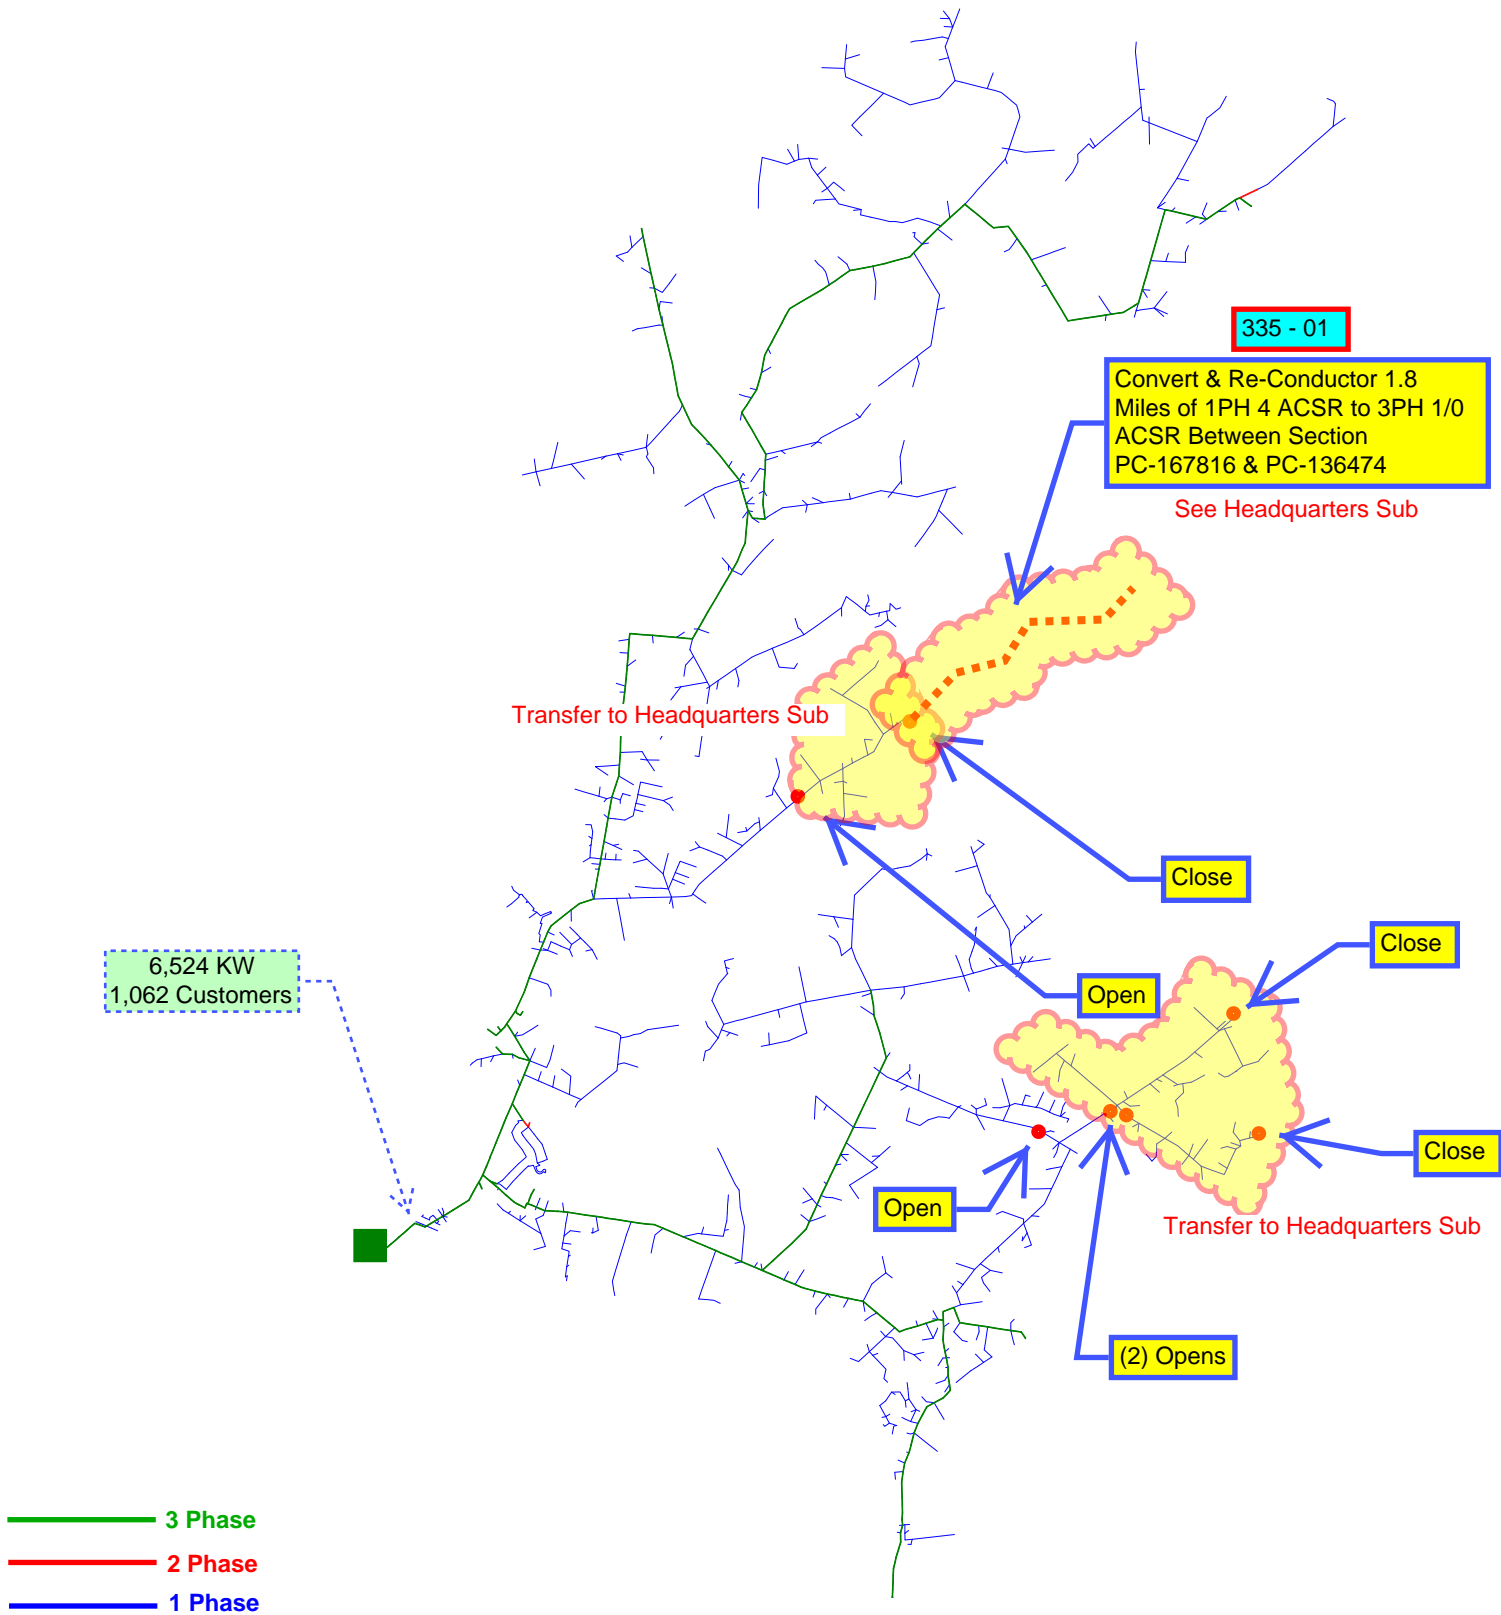 335 - 01
Convert & Re-Conductor 1.8
Miles of 1PH 4 ACSR to 3PH 1/0
ACSR Between Section
PC-167816 & PC-136474
See Headquarters Sub
Transfer to Headquarters Sub
Close
Close
6,524 KW
1,062 Customers
Open
Close
Open
Transfer to Headquarters Sub
(2) Opens
3 Phase
2 Phase
1 Phase